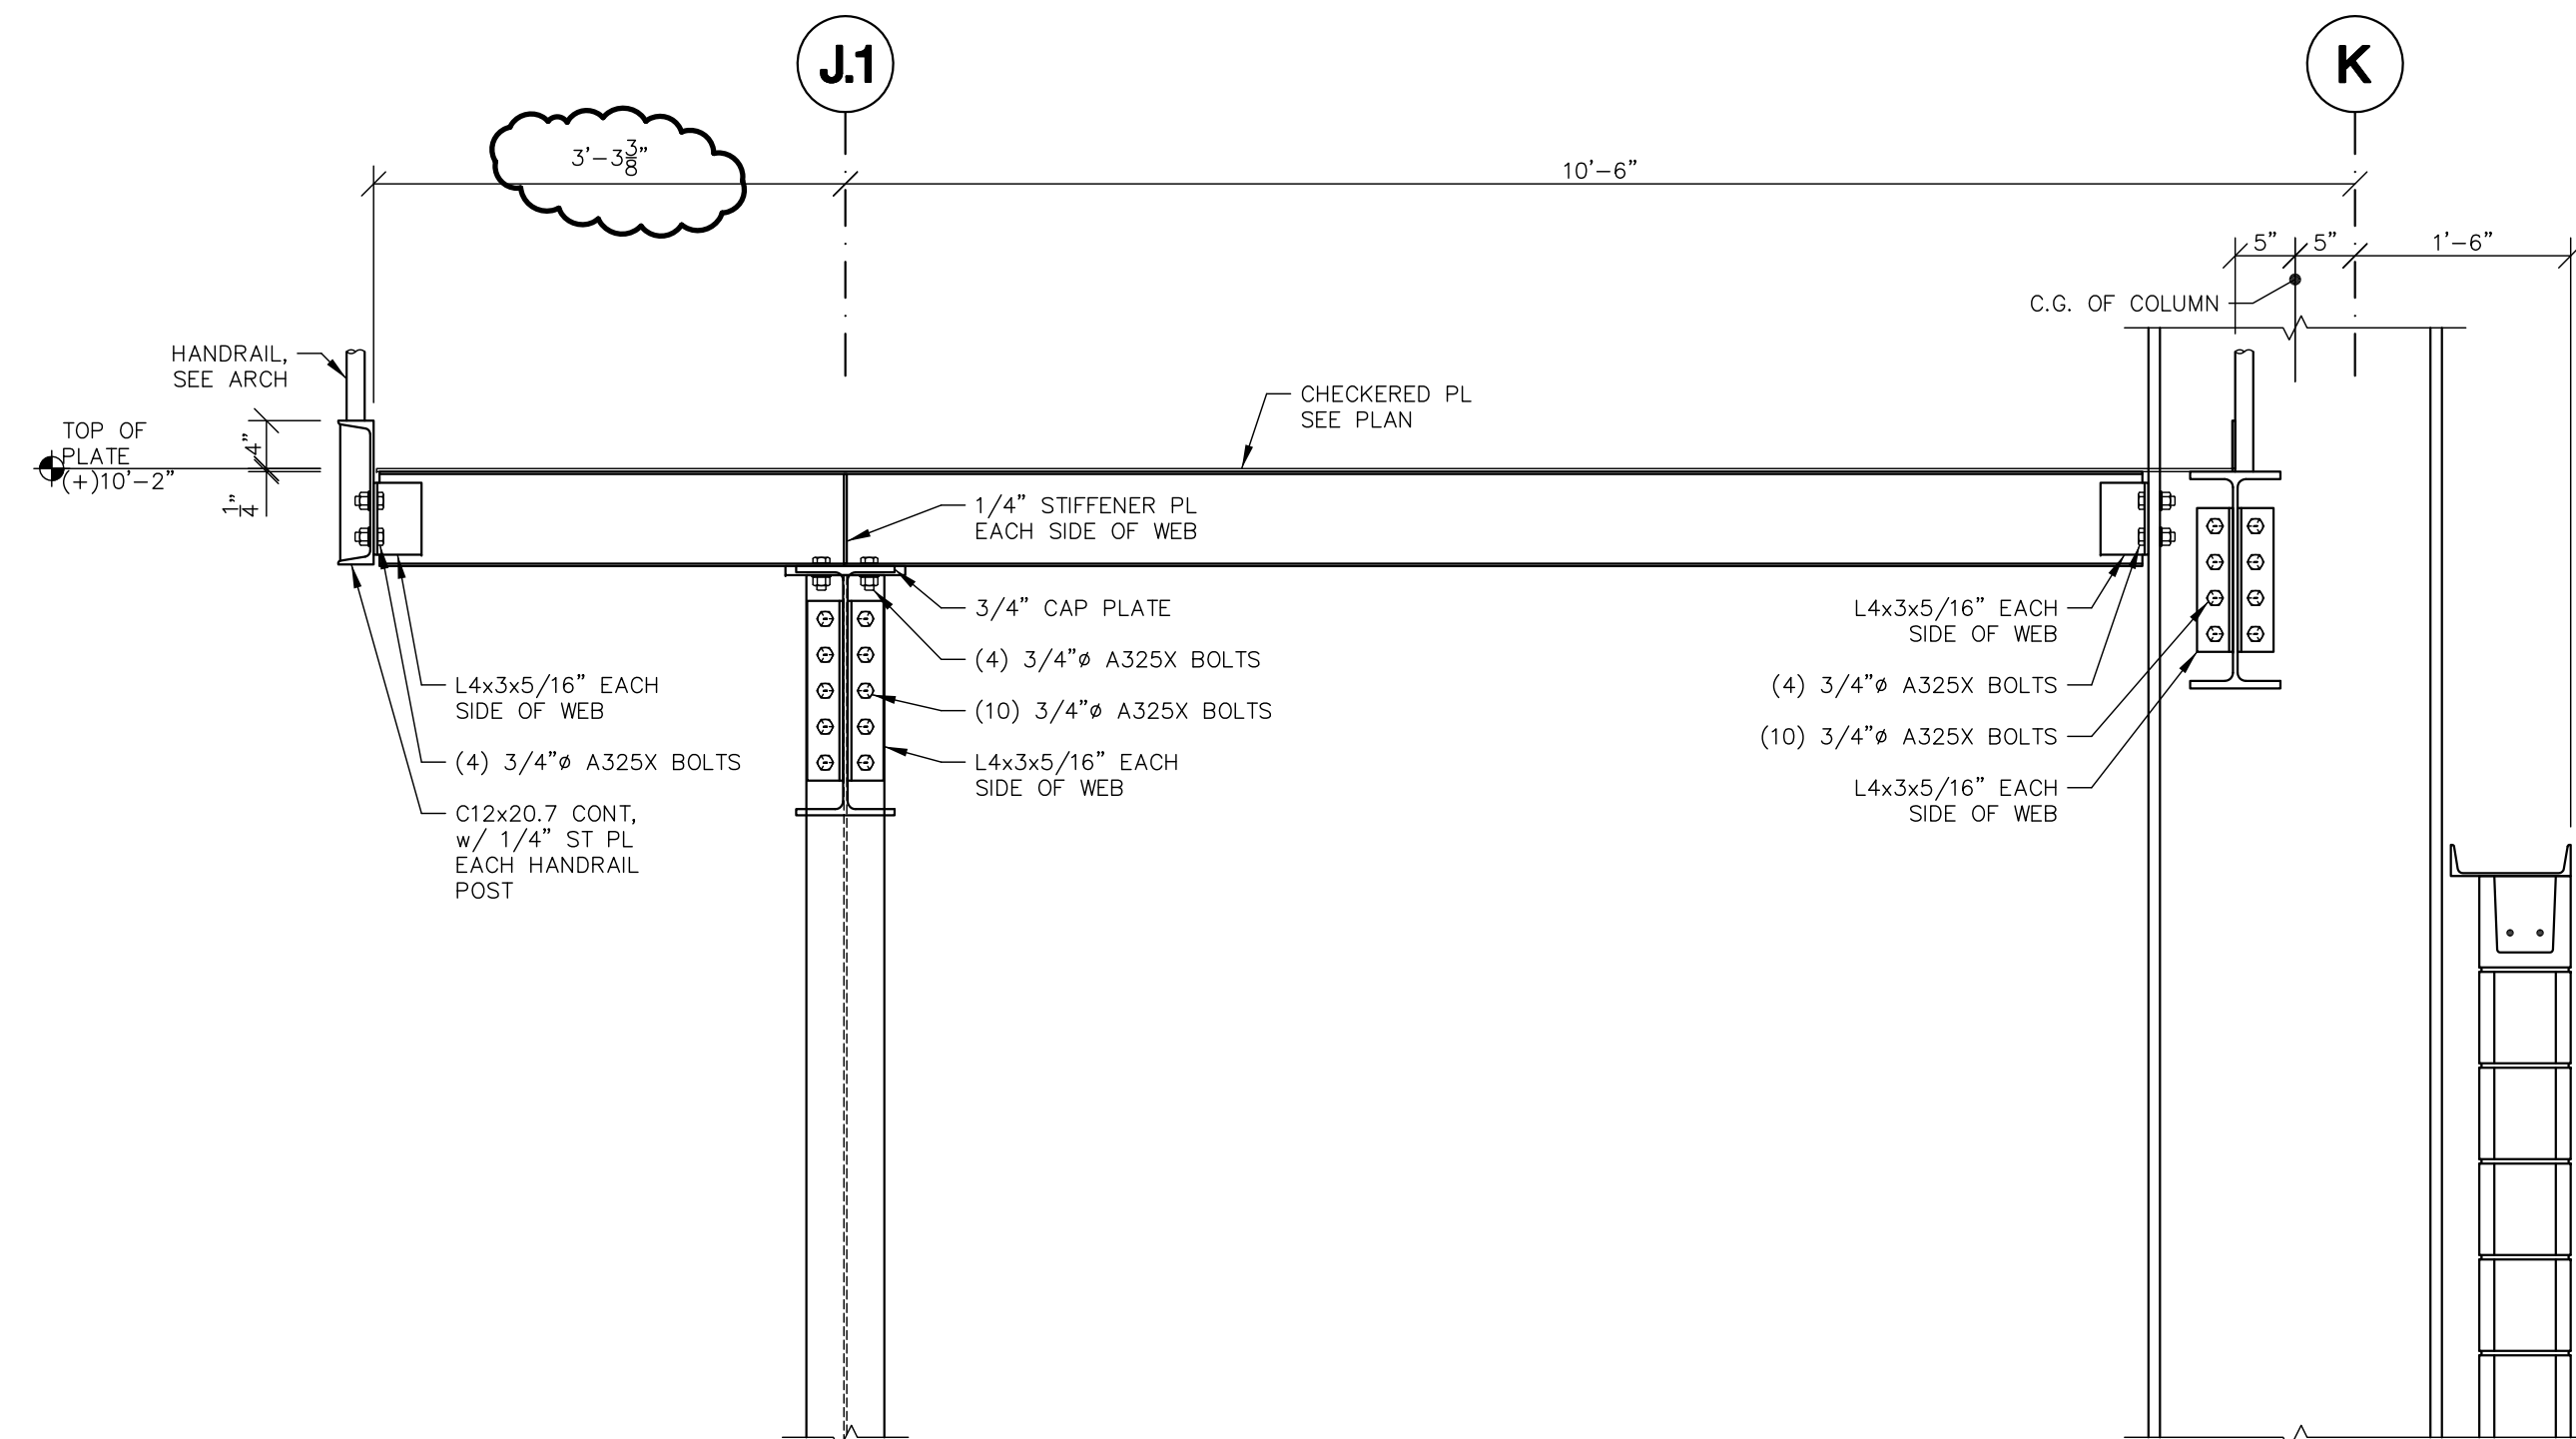 J.1
K
3'-3 3/8"
10'-6"
5"
5"
1'-6"
C.G. OF COLUMN
HANDRAIL,
SEE ARCH
TOP OF
PLATE
(+)10'-2"
4"
1/4"
CHECKERED PL
SEE PLAN
1/4" STIFFENER PL
EACH SIDE OF WEB
3/4" CAP PLATE
(4) 3/4"ø A325X BOLTS
(10) 3/4"ø A325X BOLTS
L4x3x5/16" EACH
SIDE OF WEB
L4x3x5/16" EACH
SIDE OF WEB
(4) 3/4"ø A325X BOLTS
C12x20.7 CONT,
w/ 1/4" ST PL
EACH HANDRAIL
POST
L4x3x5/16" EACH
SIDE OF WEB
(4) 3/4"ø A325X BOLTS
(10) 3/4"ø A325X BOLTS
L4x3x5/16" EACH
SIDE OF WEB